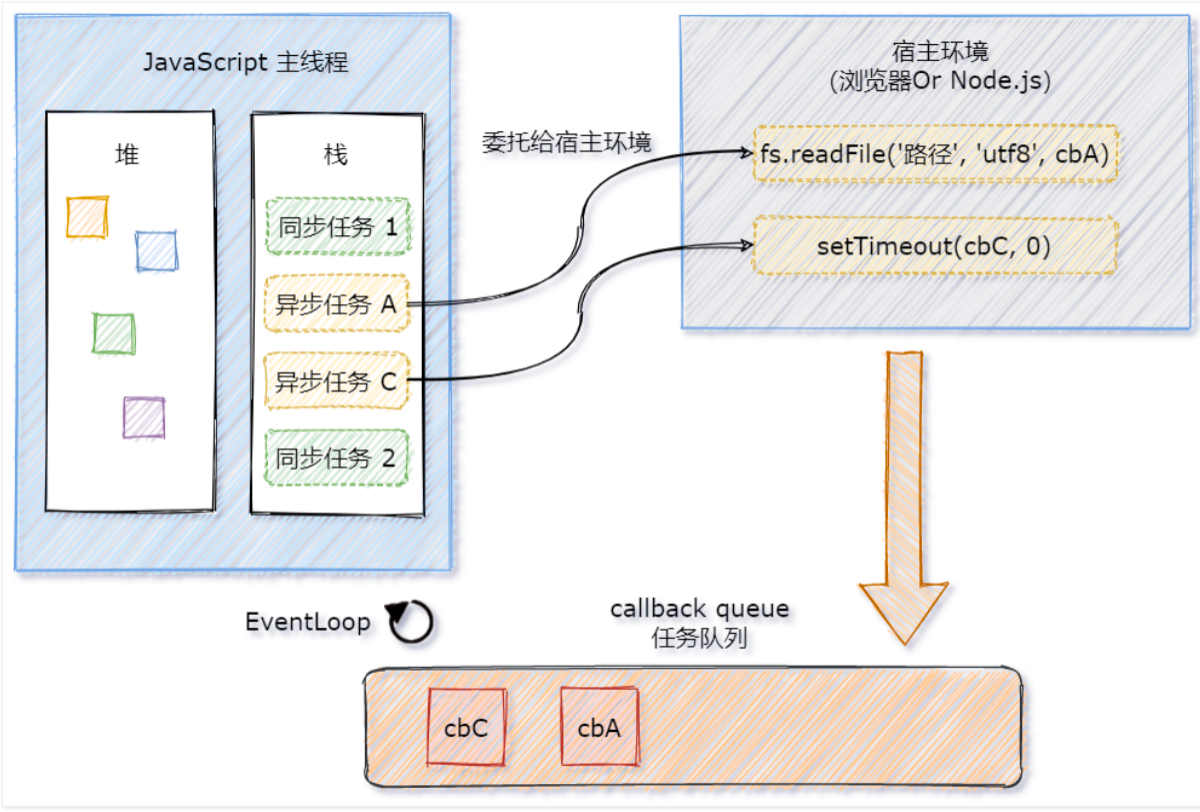 JavaScript 主线程
堆
栈
同步任务 1
异步任务 A
异步任务 C
同步任务 2
委托给宿主环境
宿主环境
(浏览器Or Node.js)
fs.readFile('路径', 'utf8', cbA)
setTimeout(cbC, 0)
EventLoop
callback queue
任务队列
cbC
cbA